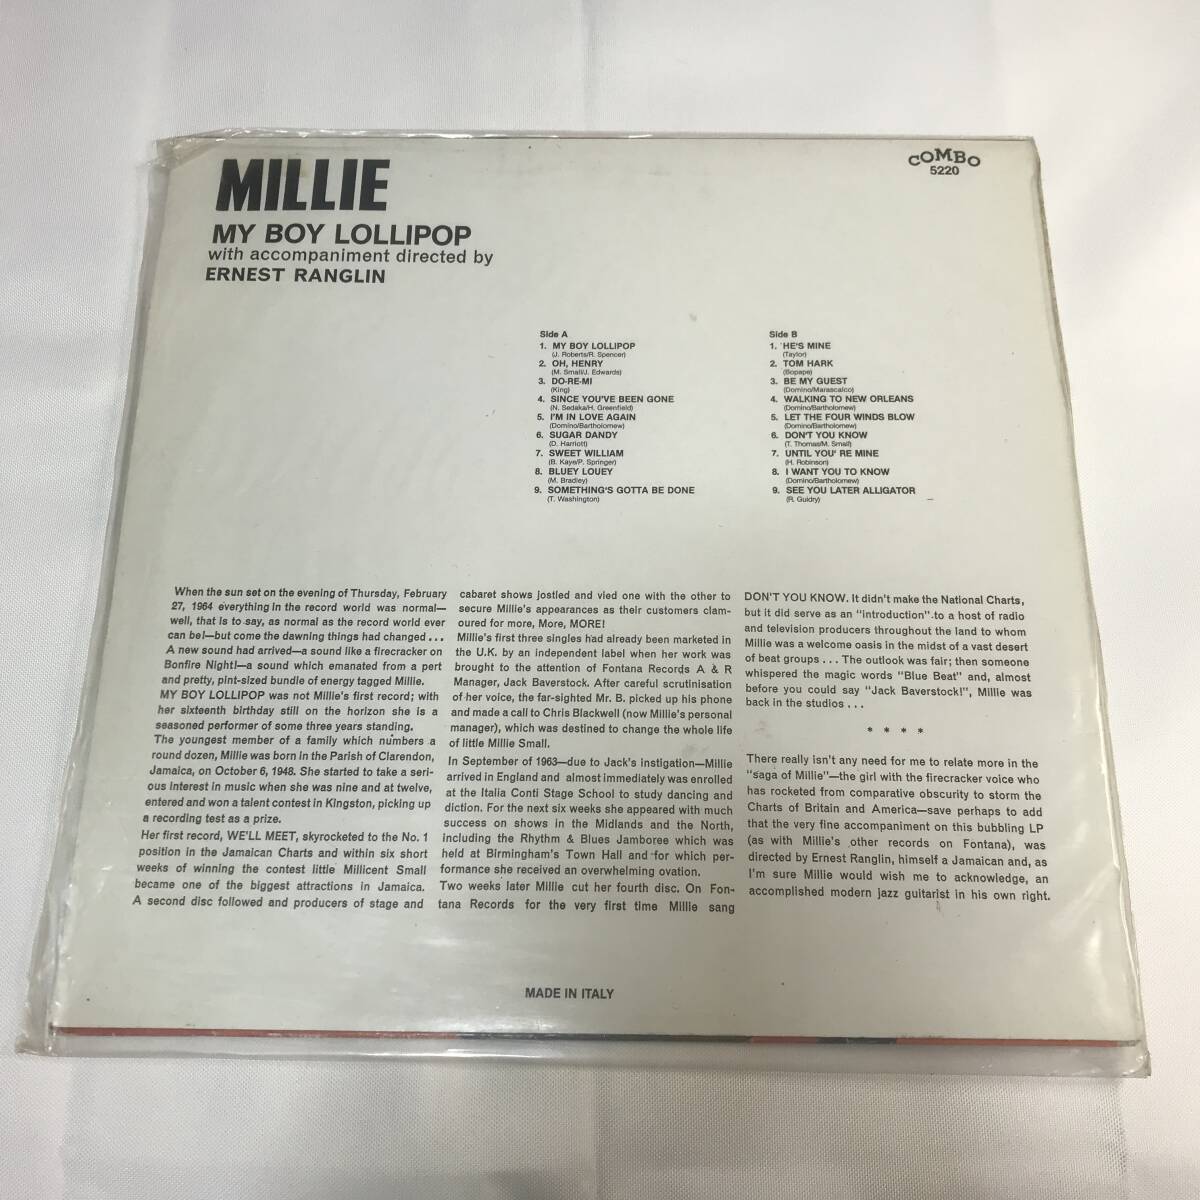 MILLIE
MY BOY LOLLIPOP
with accompaniment directed by
ERNEST RANGLIN
COMBO
5220
Side A
1. MY BOY LOLLIPOP
(J. Roberts/R. Spencer)
2. OH, HENRY
(M. Small/J. Edwards)
3. DO-RE-MI
(King)
4. SINCE YOU'VE BEEN GONE
(N. Sedaka/H. Greenfield)
5. I'M IN LOVE AGAIN
(Domino/Bartholomew)
6. SUGAR DANDY
(D. Harriott)
7. SWEET WILLIAM
(B. Kaye/P. Springer)
8. BLUEY LOUEY
(M. Bradley)
9. SOMETHING'S GOTTA BE DONE
(T. Washington)
Side B
1. 'HE'S MINE
(Taylor)
2. TOM HARK
(Bopape)
3. BE MY GUEST
(Domino/Marascalco)
4. WALKING TO NEW ORLEANS
(Domino/Bartholomew)
5. LET THE FOUR WINDS BLOW
(Domino/Bartholomew)
6. DON'T YOU KNOW
(T. Thomas/M. Small)
7. UNTIL YOU' RE MINE
(H. Robinson)
8. I WANT YOU TO KNOW
(Domino/Bartholomew)
9. SEE YOU LATER ALLIGATOR
(R. Guidry)
When the sun set on the evening of Thursday, February
27, 1964 everything in the record world was normal—
well, that is to say, as normal as the record world ever
can be!—but come the dawning things had changed . . .
A new sound had arrived—a sound like a firecracker on
Bonfire Night!—a sound which emanated from a pert
and pretty, pint-sized bundle of energy tagged Millie.
MY BOY LOLLIPOP was not Millie's first record; with
her sixteenth birthday still on the horizon she is a
seasoned performer of some three years standing.
The youngest member of a family which numbers a
round dozen, Millie was born in the Parish of Clarendon,
Jamaica, on October 6, 1948. She started to take a seri-
ous interest in music when she was nine and at twelve,
entered and won a talent contest in Kingston, picking up
a recording test as a prize.
Her first record, WE'LL MEET, skyrocketed to the No. 1
position in the Jamaican Charts and within six short
weeks of winning the contest little Millicent Small
became one of the biggest attractions in Jamaica.
A second disc followed and producers of stage and
cabaret shows jostled and vied one with the other to
secure Millie's appearances as their customers clam-
oured for more, More, MORE!
Millie's first three singles had already been marketed in
the U.K. by an independent label when her work was
brought to the attention of Fontana Records A & R
Manager, Jack Baverstock. After careful scrutinisation
of her voice, the far-sighted Mr. B. picked up his phone
and made a call to Chris Blackwell (now Millie's personal
manager), which was destined to change the whole life
of little Millie Small.
In September of 1963—due to Jack's instigation—Millie
arrived in England and almost immediately was enrolled
at the Italia Conti Stage School to study dancing and
diction. For the next six weeks she appeared with much
success on shows in the Midlands and the North,
including the Rhythm & Blues Jamboree which was
held at Birmingham's Town Hall and for which per-
formance she received an overwhelming ovation.
Two weeks later Millie cut her fourth disc. On Fon-
tana Records for the very first time Millie sang
DON'T YOU KNOW. It didn't make the National Charts,
but it did serve as an "introduction" to a host of radio
and television producers throughout the land to whom
Millie was a welcome oasis in the midst of a vast desert
of beat groups . . . The outlook was fair; then someone
whispered the magic words "Blue Beat" and, almost
before you could say "Jack Baverstock!", Millie was
back in the studios . . .
* * * *
There really isn't any need for me to relate more in the
"saga of Millie"—the girl with the firecracker voice who
has rocketed from comparative obscurity to storm the
Charts of Britain and America—save perhaps to add
that the very fine accompaniment on this bubbling LP
(as with Millie's other records on Fontana), was
directed by Ernest Ranglin, himself a Jamaican and, as
I'm sure Millie would wish me to acknowledge, an
accomplished modern jazz guitarist in his own right.
MADE IN ITALY